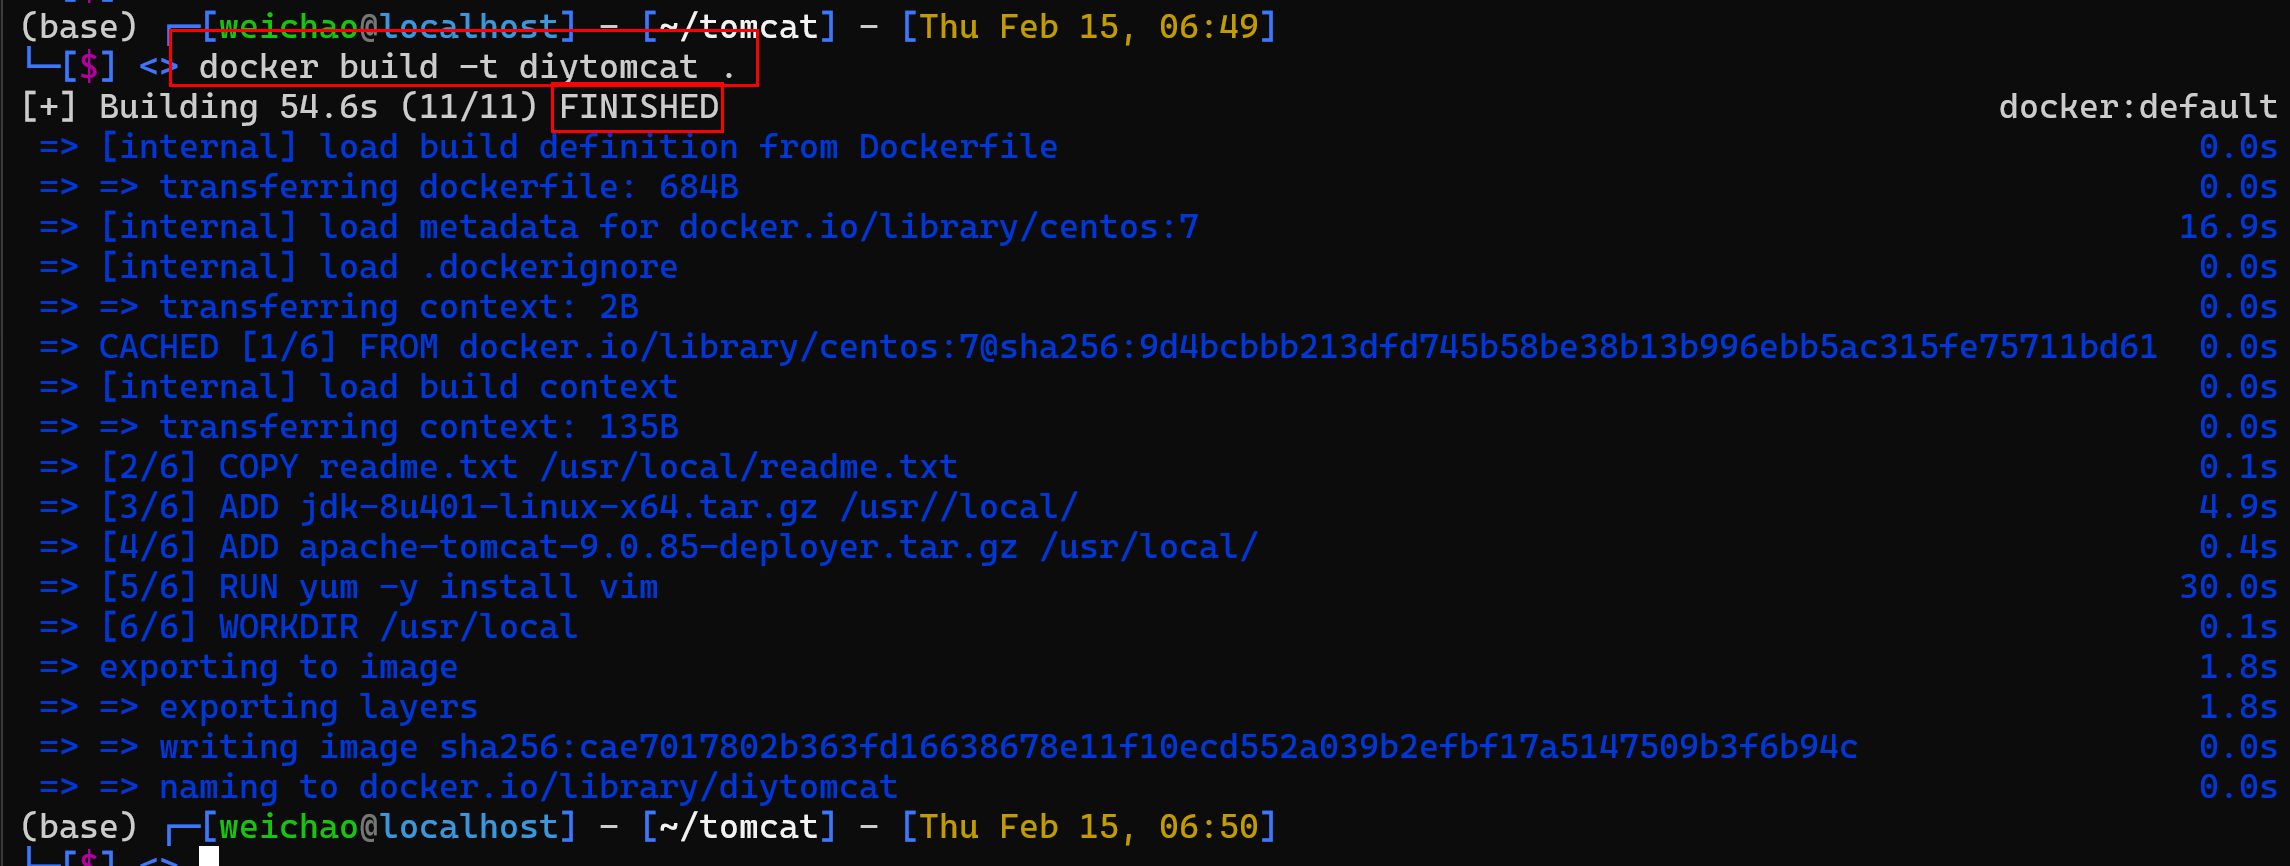 (base) ┌─[weichao@localhost] - [~/tomcat] - [Thu Feb 15, 06:49]
└─[$] <> docker build -t diytomcat .
[+] Building 54.6s (11/11) FINISHED docker:default
=> [internal] load build definition from Dockerfile 0.0s
=> => transferring dockerfile: 684B 0.0s
=> [internal] load metadata for docker.io/library/centos:7 16.9s
=> [internal] load .dockerignore 0.0s
=> => transferring context: 2B 0.0s
=> CACHED [1/6] FROM docker.io/library/centos:7@sha256:9d4bcbbb213dfd745b58be38b13b996ebb5ac315fe75711bd61 0.0s
=> [internal] load build context 0.0s
=> => transferring context: 135B 0.0s
=> [2/6] COPY readme.txt /usr/local/readme.txt 0.1s
=> [3/6] ADD jdk-8u401-linux-x64.tar.gz /usr//local/ 4.9s
=> [4/6] ADD apache-tomcat-9.0.85-deployer.tar.gz /usr/local/ 0.4s
=> [5/6] RUN yum -y install vim 30.0s
=> [6/6] WORKDIR /usr/local 0.1s
=> exporting to image 1.8s
=> => exporting layers 1.8s
=> => writing image sha256:cae7017802b363fd16638678e11f10ecd552a039b2efbf17a5147509b3f6b94c 0.0s
=> => naming to docker.io/library/diytomcat 0.0s
(base) ┌─[weichao@localhost] - [~/tomcat] - [Thu Feb 15, 06:50]
└─[$] <>